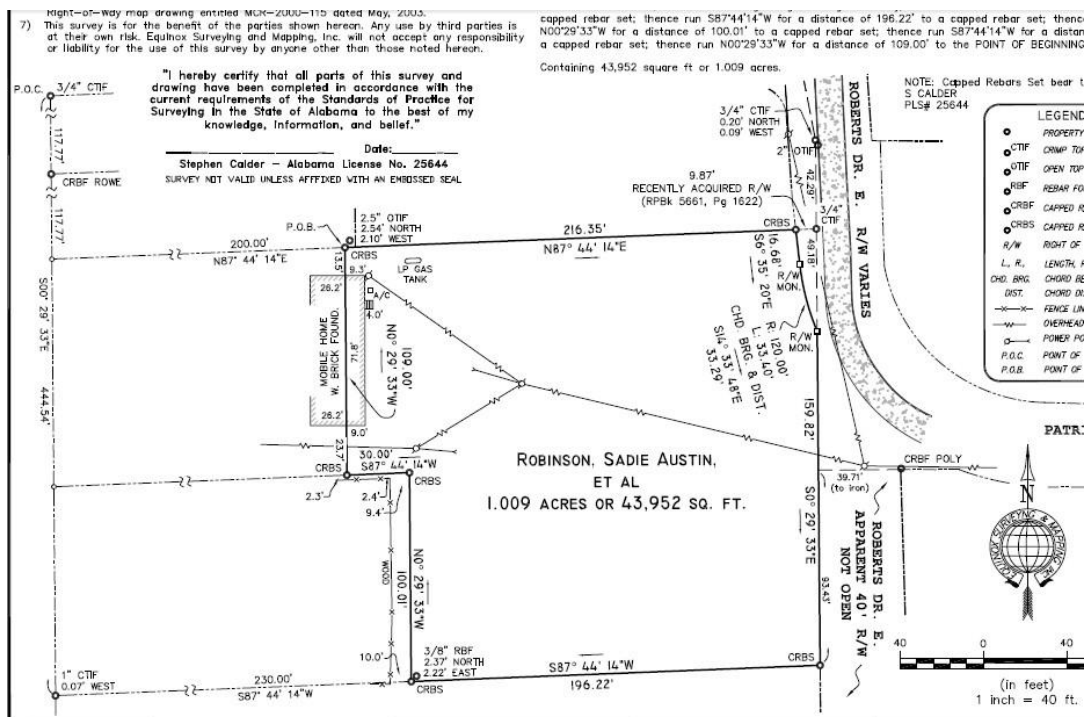 Right-of-Way map drawing entitled MCR-2000-115 dated May, 2003.
7) This survey is for the benefit of the parties shown hereon. Any use by third parties is
at their own risk. Equinox Surveying and Mapping, Inc. will not accept any responsibility
or liability for the use of this survey by anyone other than those noted hereon.
capped rebar set; thence run S87°44'14"W for a distance of 196.22' to a capped rebar set; thenc
N00°29'33"W for a distance of 100.01' to a capped rebar set; thence run S87°44'14"W for a distan
a capped rebar set; thence run N00°29'33"W for a distance of 109.00' to the POINT OF BEGINNING
Containing 43,952 square ft or 1.009 acres.
"I hereby certify that all parts of this survey and
drawing have been completed in accordance with the
current requirements of the Standards of Practice for
Surveying in the State of Alabama to the best of my
knowledge, information, and belief."
Date:
Stephen Calder - Alabama License No. 25644
SURVEY NOT VALID UNLESS AFFFIXED WITH AN EMBOSSED SEAL
NOTE: Capped Rebars Set bear t
S CALDER
PLS# 25644
LEGEND
PROPERTY
CTIF CRIMP TOP
OTIF OPEN TOP
RBF REBAR FO
CRBF CAPPED R
CRBS CAPPED R
R/W RIGHT OF
L, R, LENGTH, R
CHD. BRG. CHORD BE
DIST. CHORD DI
FENCE LIN
OVERHEAD
POWER PO
P.O.C. POINT OF
P.O.B. POINT OF
P.O.C.
3/4" CTIF
117.77'
CRBF ROWE
117.77'
S00° 29' 33"E
444.54'
1" CTIF
0.07' WEST
200.00'
N87° 44' 14"E
P.O.B.
2.5" OTIF
2.54' NORTH
2.10' WEST
CRBS
216.35'
N87° 44' 14"E
13.5'
9.3'
LP GAS
TANK
26.2'
A/C
4.0'
71.8'
MOBILE HOME
W. BRICK FOUND.
109.00'
N0° 29' 33"W
26.2'
9.0'
23.7'
30.00'
S87° 44' 14"W
CRBS
CRBS
2.3'
2.4'
9.4'
WOOD
100.01'
N0° 29' 33"W
10.0'
3/8" RBF
2.37' NORTH
2.22' EAST
CRBS
230.00'
S87° 44' 14"W
S87° 44' 14"W
196.22'
CRBS
ROBINSON, SADIE AUSTIN,
ET AL
1.009 ACRES OR 43,952 SQ. FT.
3/4" CTIF
0.20' NORTH
0.09' WEST
2" OTIF
42.29'
9.87'
RECENTLY ACQUIRED R/W
(RPBk 5661, Pg 1622)
CRBS
3/4"
CTIF
49.18'
16.68'
S6° 35' 20"E
R/W
MON.
R: 120.00'
L: 33.40'
CHD. BRG. & DIST.
S14° 33' 48"E
33.29'
R/W
MON.
159.82'
S0° 29' 33"E
93.43'
ROBERTS DR. E. R/W VARIES
PATRI
CRBF POLY
39.71'
(to iron)
ROBERTS DR. E.
APPARENT 40' R/W
NOT OPEN
N
EQUINOX SURVEYNG & MAPPING INC
40
0
40
(in feet)
1 inch = 40 ft.